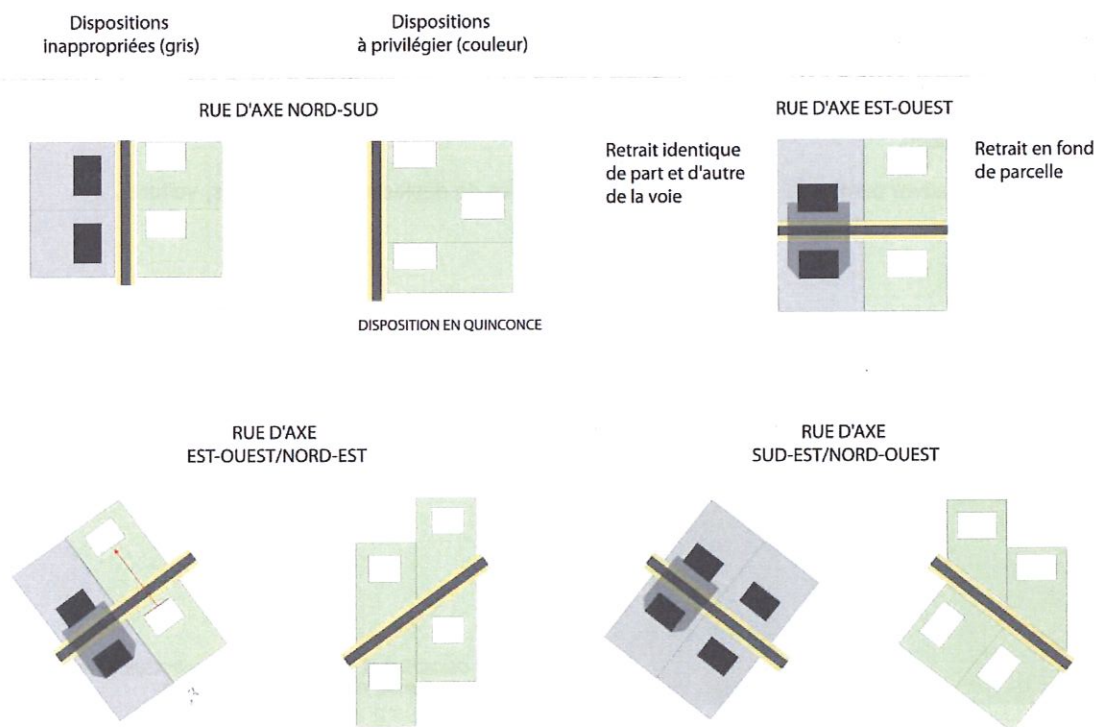 Dispositions
inappropriées (gris)
Dispositions
à privilégier (couleur)
RUE D'AXE NORD-SUD
RUE D'AXE EST-OUEST
Retrait identique
de part et d'autre
de la voie
Retrait en fond
de parcelle
DISPOSITION EN QUINCONCE
RUE D'AXE
EST-OUEST/NORD-EST
RUE D'AXE
SUD-EST/NORD-OUEST